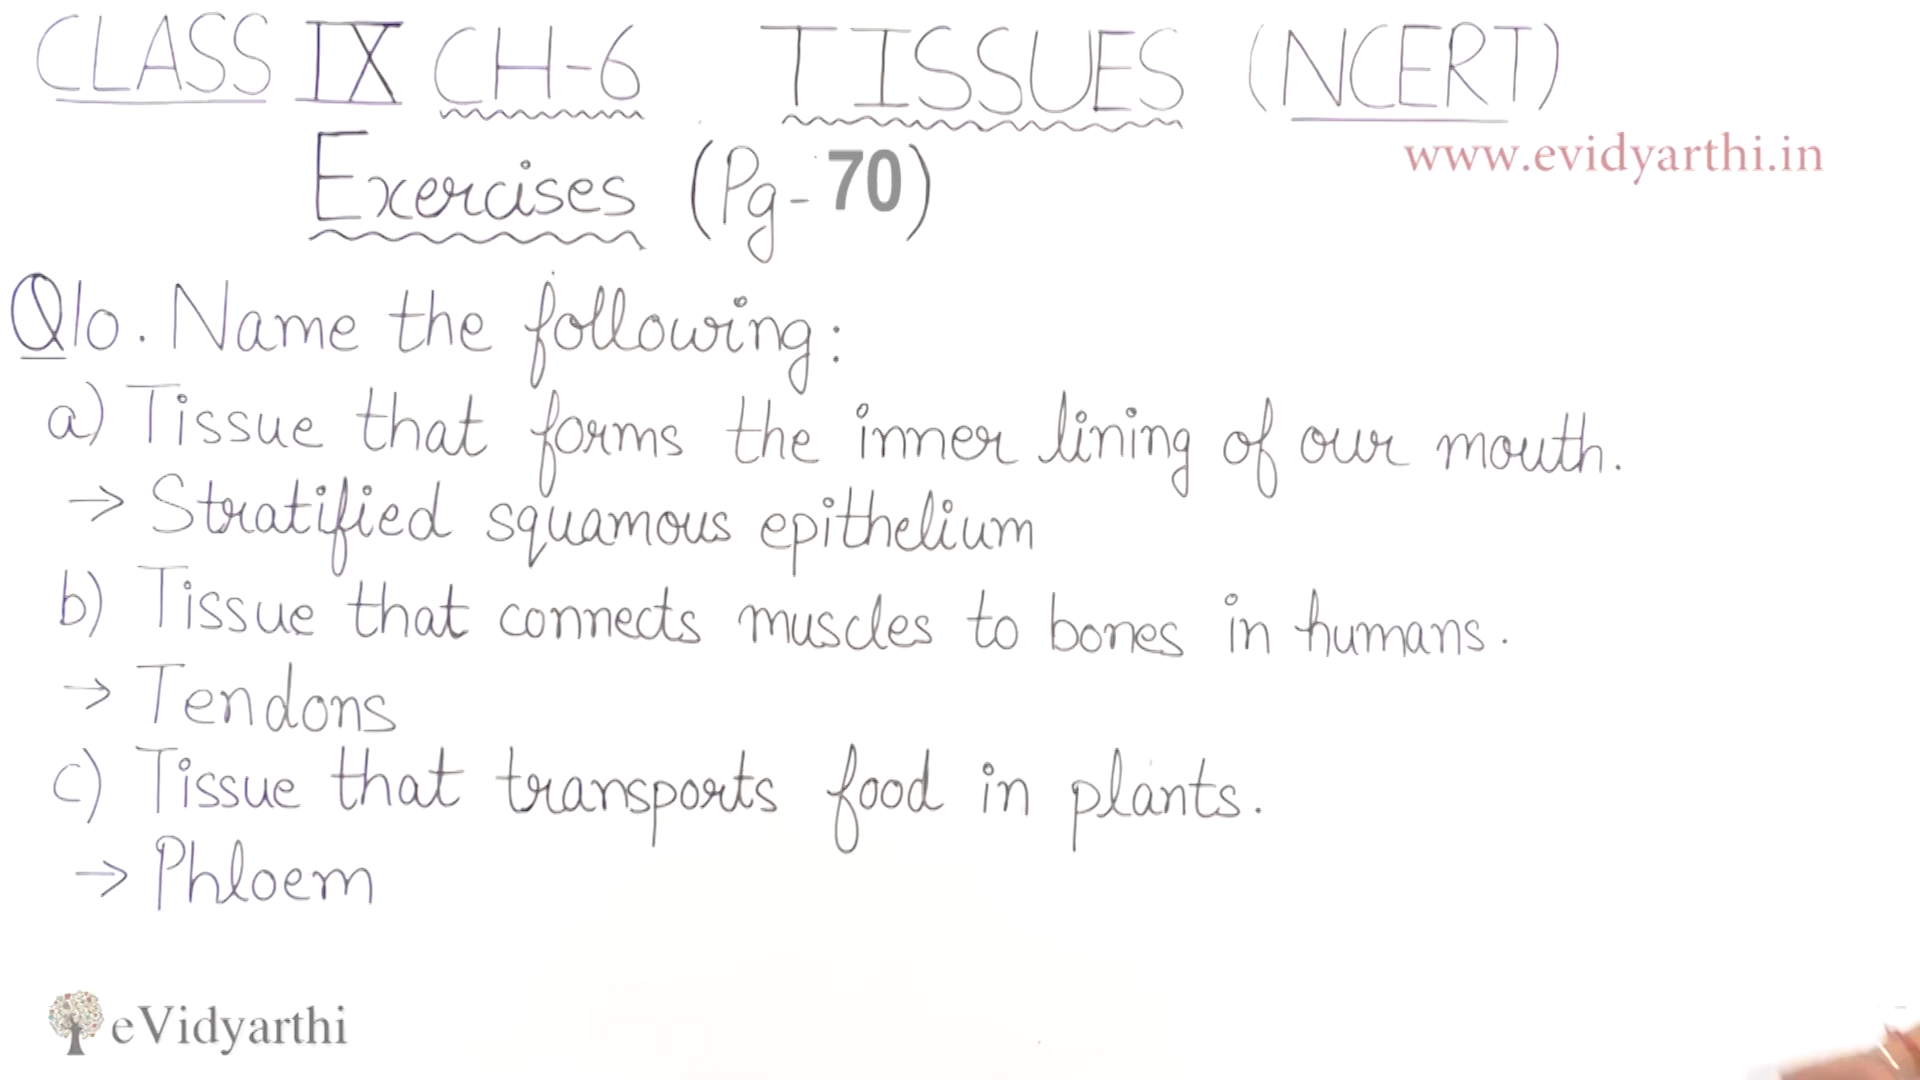 CLASS IX CH-6 TISSUES (NCERT)
www.evidyarthi.in
Exercises (Pg-70)
Q10. Name the following:
a) Tissue that forms the inner lining of our mouth.
→ Stratified squamous epithelium
b) Tissue that connects muscles to bones in humans.
→ Tendons
c) Tissue that transports food in plants.
→ Phloem
eVidyarthi